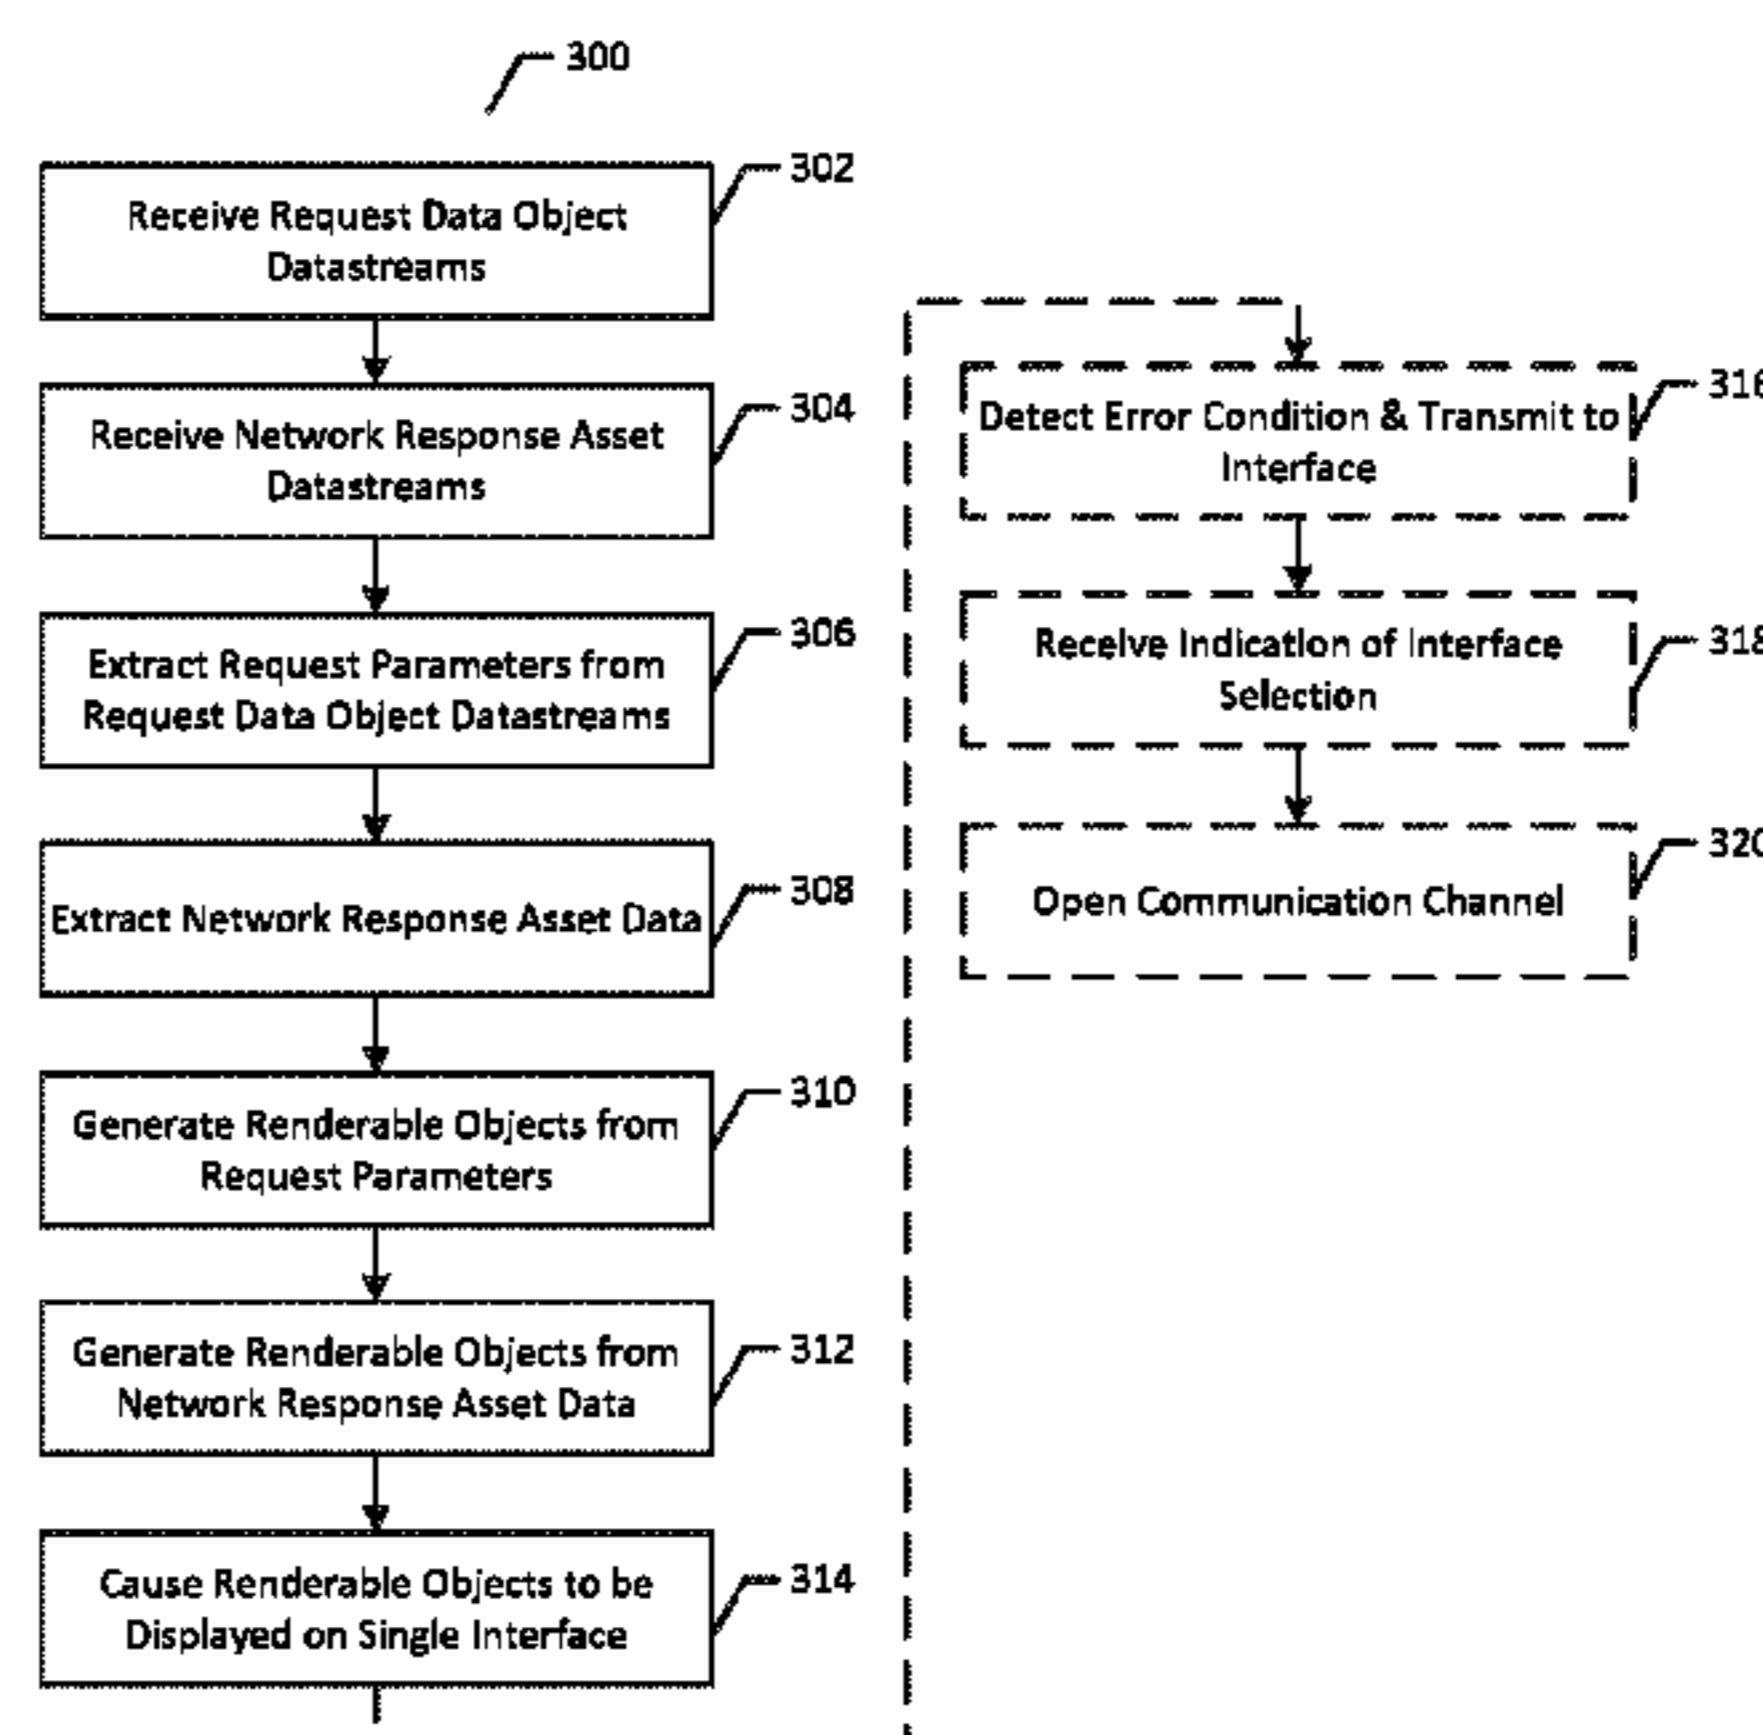 300
302
Receive Request Data Object
Datastreams
304
Receive Network Response Asset
Datastreams
306
Extract Request Parameters from
Request Data Object Datastreams
308
Extract Network Response Asset Data
310
Generate Renderable Objects from
Request Parameters
312
Generate Renderable Objects from
Network Response Asset Data
314
Cause Renderable Objects to be
Displayed on Single Interface
316
Detect Error Condition & Transmit to
Interface
318
Receive Indication of Interface
Selection
320
Open Communication Channel